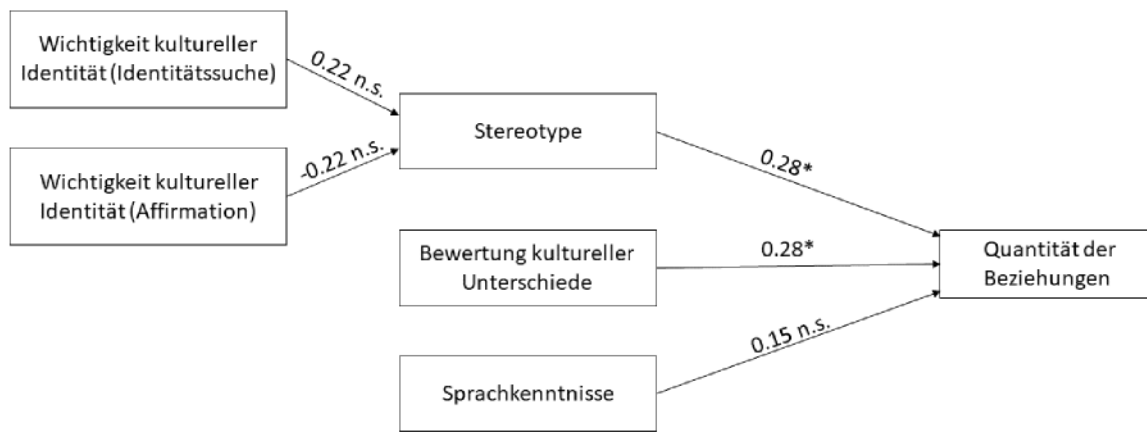 Wichtigkeit kultureller
Identität (Identitätssuche)
0.22 n.s.
Stereotype
-0.22 n.s.
Wichtigkeit kultureller
Identität (Affirmation)
0.28*
Bewertung kultureller
Unterschiede
0.28*
Quantität der
Beziehungen
0.15 n.s.
Sprachkenntnisse